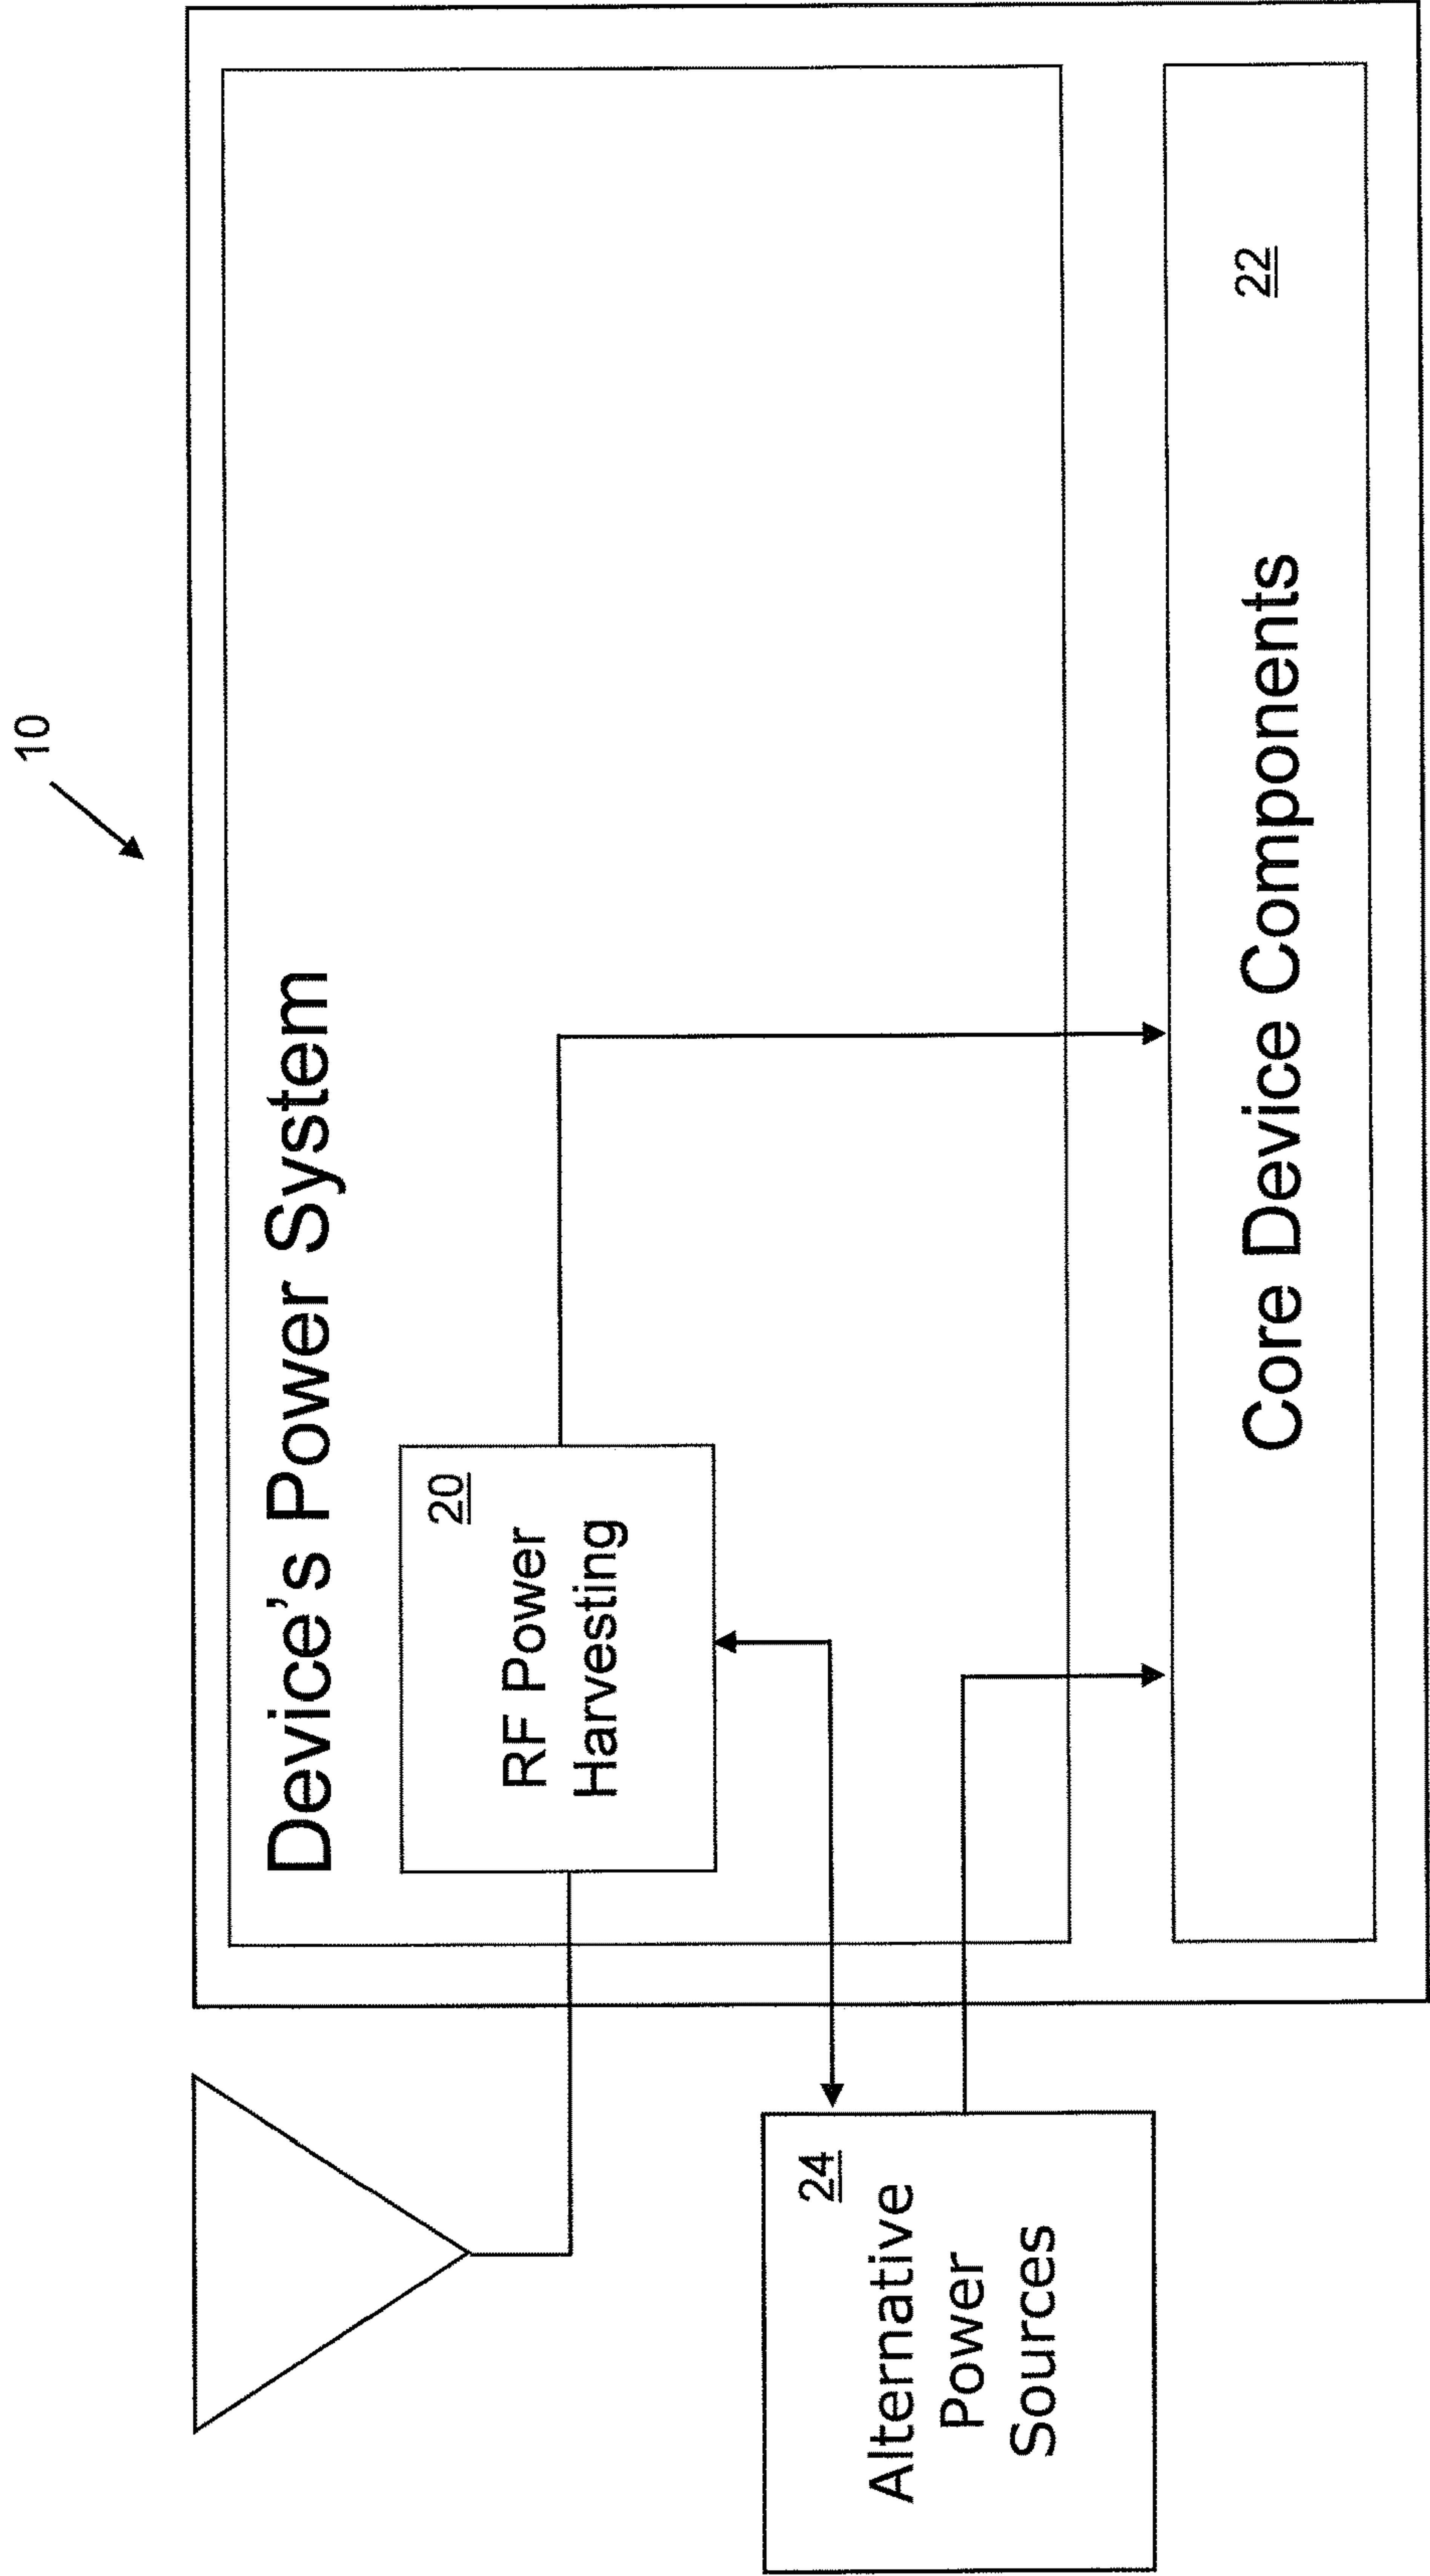 10
Device's Power System
20
RF Power
Harvesting
24
Alternative
Power
Sources
22
Core Device Components